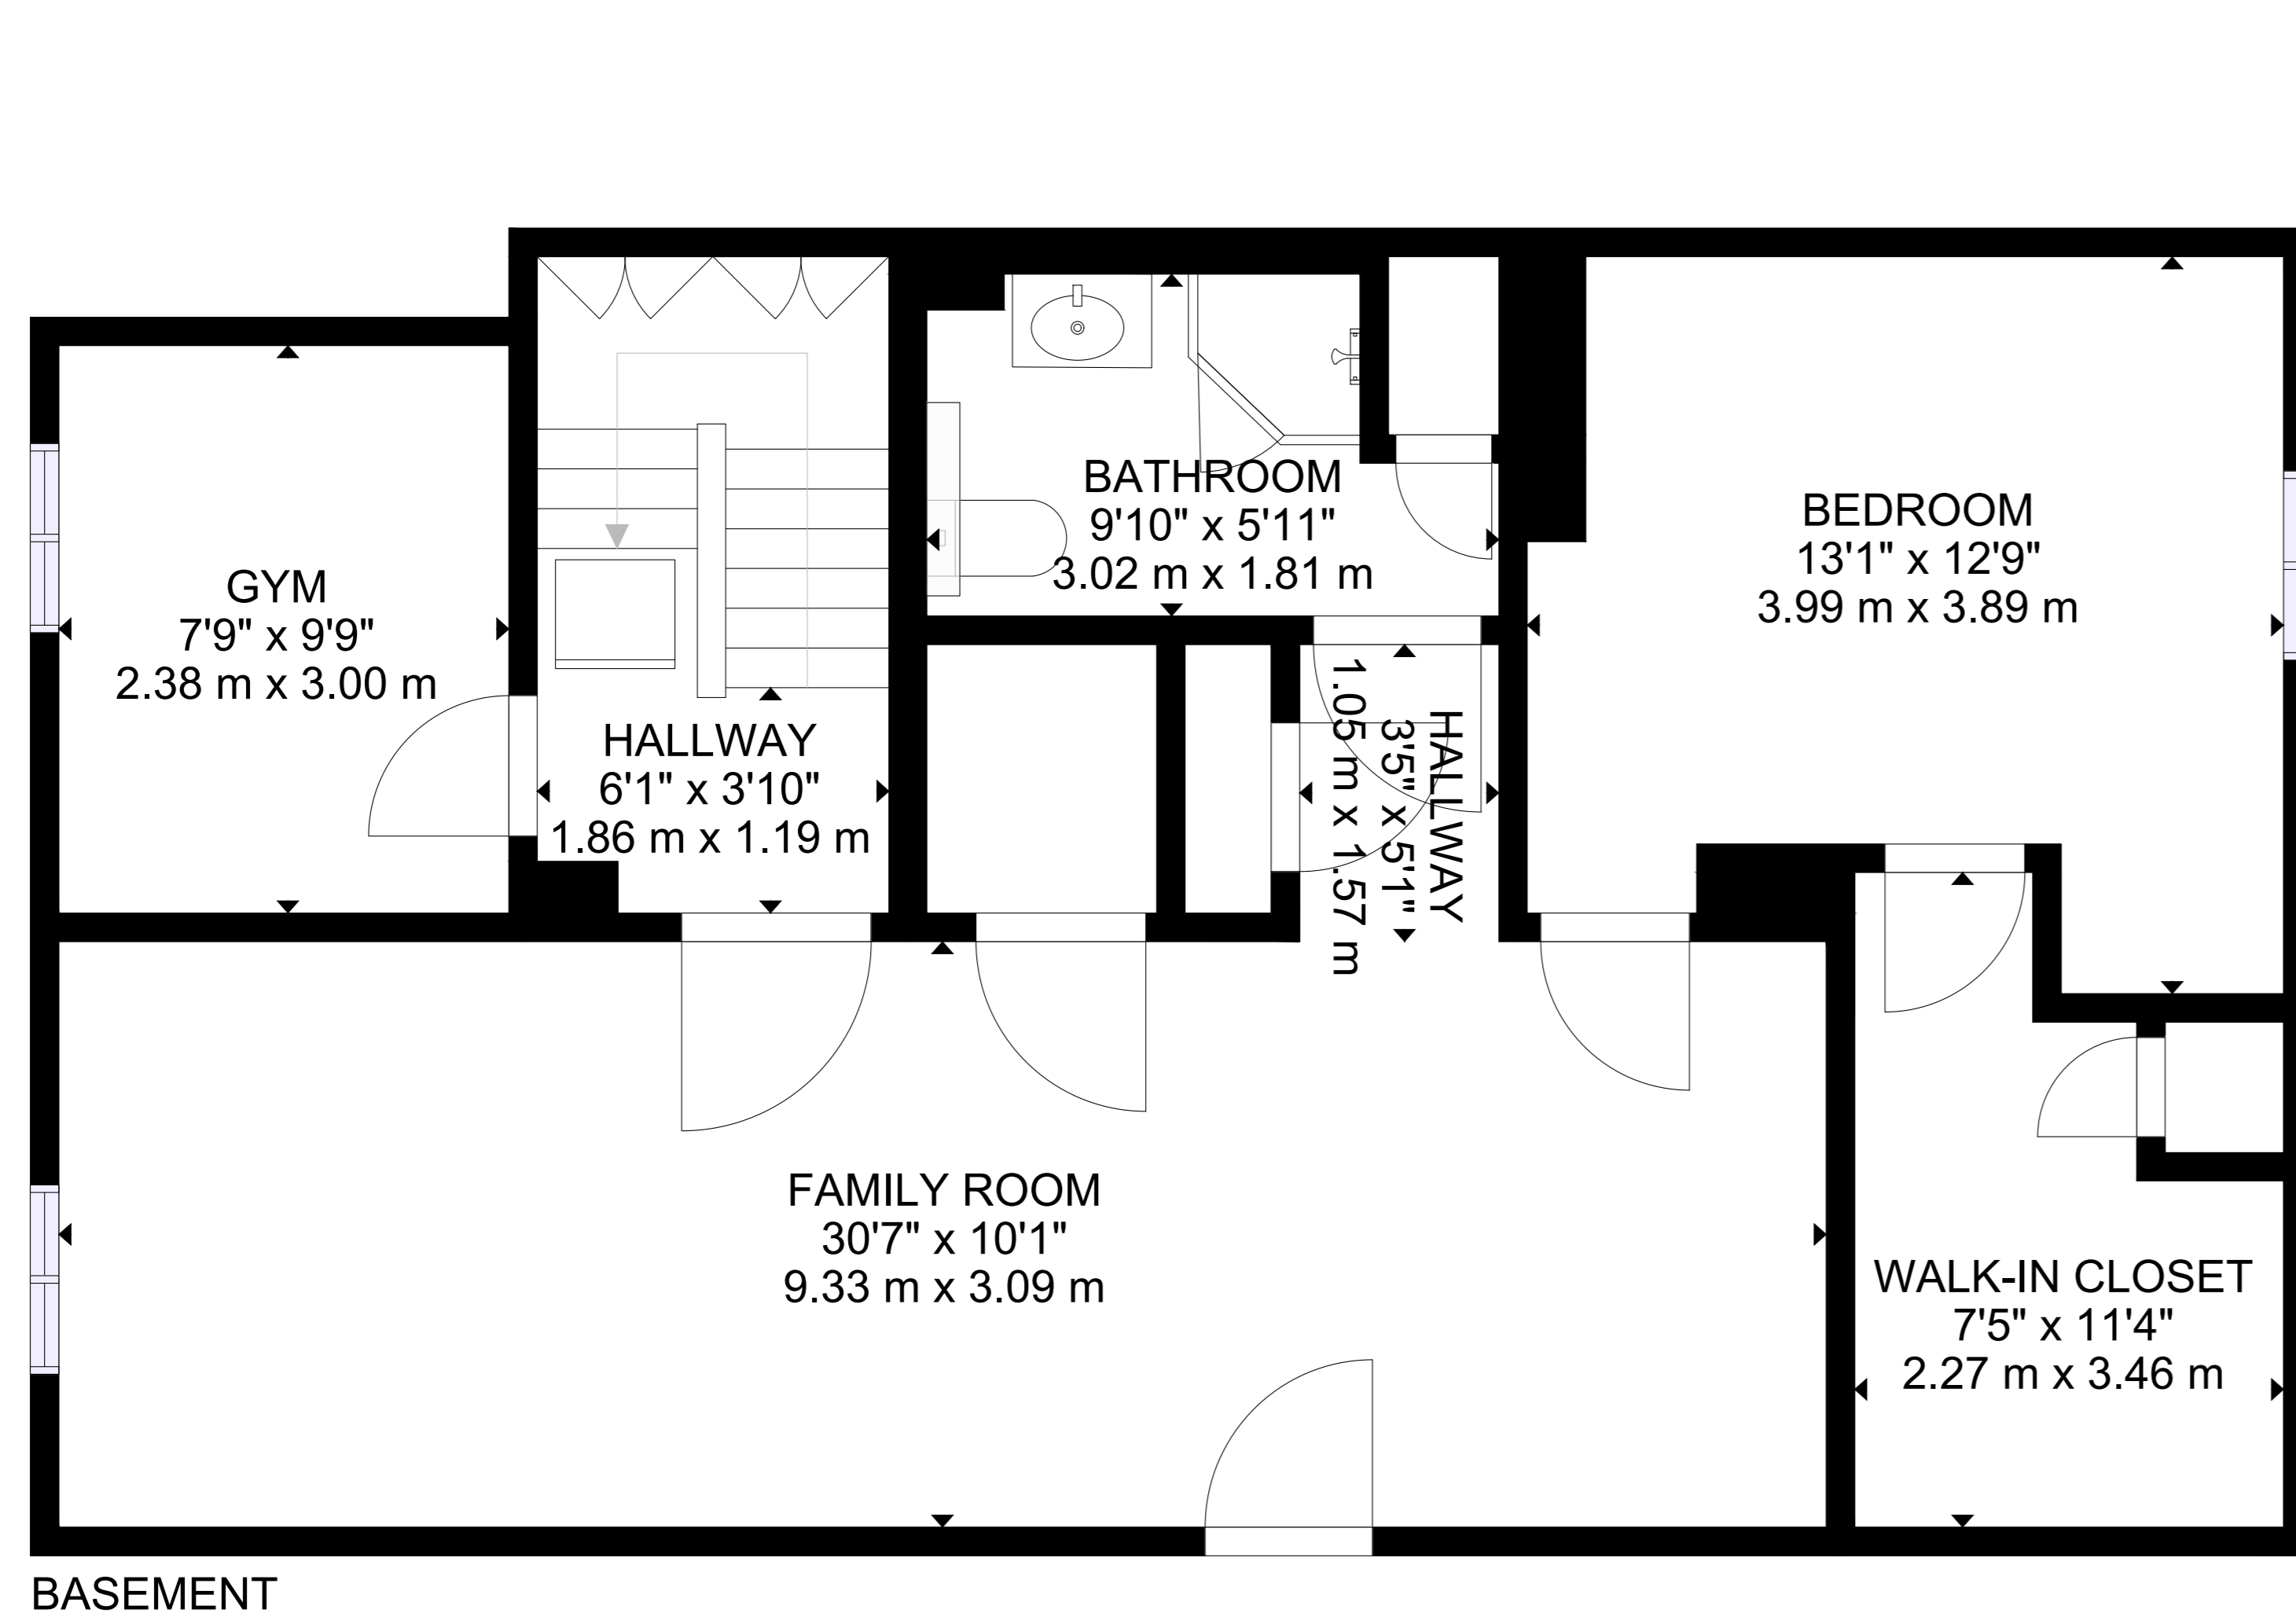 BATHROOM
9'10" x 5'11"
3.02 m x 1.81 m
BEDROOM
13'1" x 12'9"
3.99 m x 3.89 m
GYM
7'9" x 9'9"
2.38 m x 3.00 m
HALLWAY
6'1" x 3'10"
1.86 m x 1.19 m
HALLWAY
3'5" x 5'1"
1.05 m x 1.57 m
FAMILY ROOM
30'7" x 10'1"
9.33 m x 3.09 m
WALK-IN CLOSET
7'5" x 11'4"
2.27 m x 3.46 m
BASEMENT